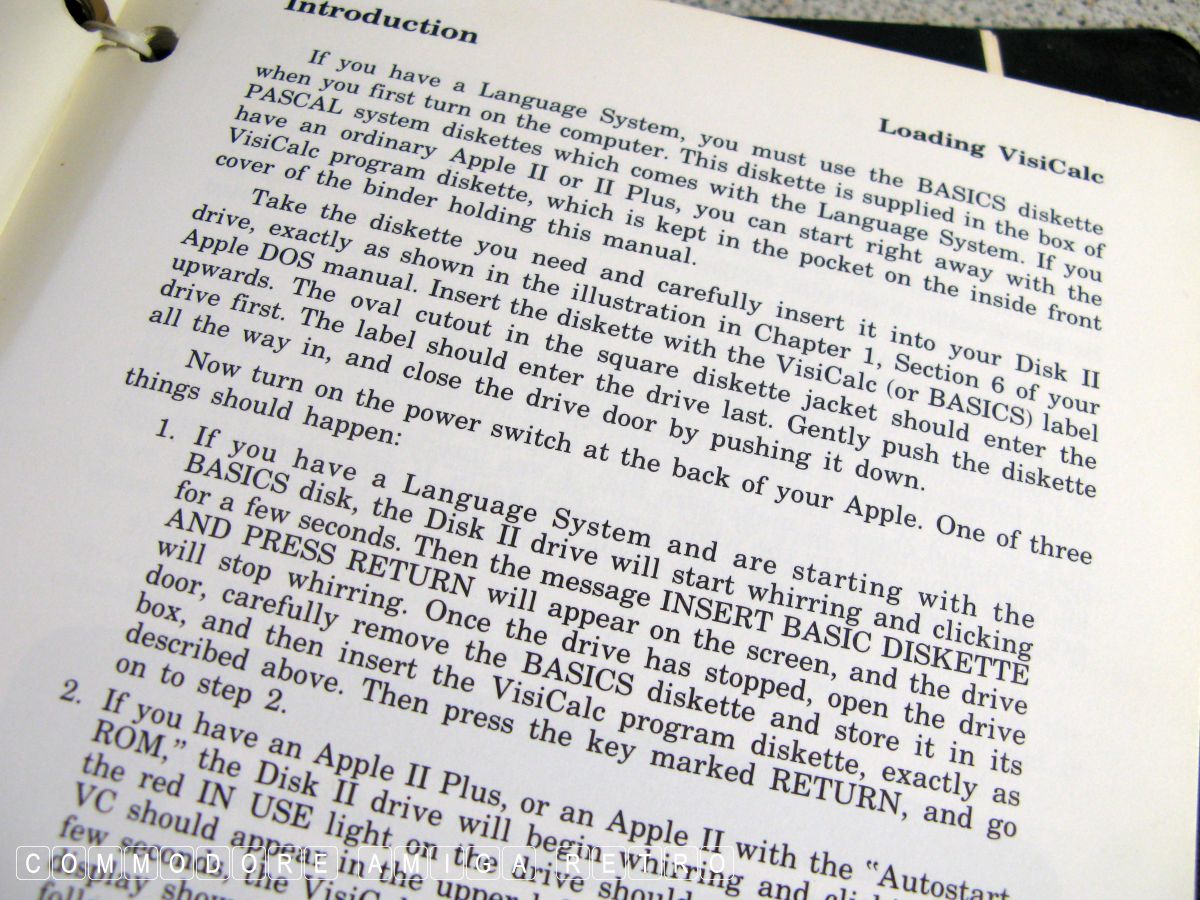 Introduction
Loading VisiCalc
If you have a Language System, you must use the BASICS diskette
when you first turn on the computer. This diskette is supplied in the box of
PASCAL system diskettes which comes with the Language System. If you
have an ordinary Apple II or II Plus, you can start right away with the
VisiCalc program diskette, which is kept in the pocket on the inside front
cover of the binder holding this manual.
Take the diskette you need and carefully insert it into your Disk II
drive, exactly as shown in the illustration in Chapter 1, Section 6 of your
Apple DOS manual. Insert the diskette with the VisiCalc (or BASICS) label
upwards. The oval cutout in the square diskette jacket should enter the
drive first. The label should enter the drive last. Gently push the diskette
all the way in, and close the drive door by pushing it down.
Now turn on the power switch at the back of your Apple. One of three
things should happen:
1. If you have a Language System and are starting with the
BASICS disk, the Disk II drive will start whirring and clicking
for a few seconds. Then the message INSERT BASIC DISKETTE
AND PRESS RETURN will appear on the screen, and the drive
will stop whirring. Once the drive has stopped, open the drive
door, carefully remove the BASICS diskette and store it in its
box, and then insert the VisiCalc program diskette, exactly as
described above. Then press the key marked RETURN, and go
on to step 2.
2. If you have an Apple II Plus, or an Apple II with the “Autostart
ROM,” the Disk II drive will begin whirring and
the red IN USE light on the drive should
VC should appear in the upper
few seconds, the
display
COMMODORE AMIGA RETRO